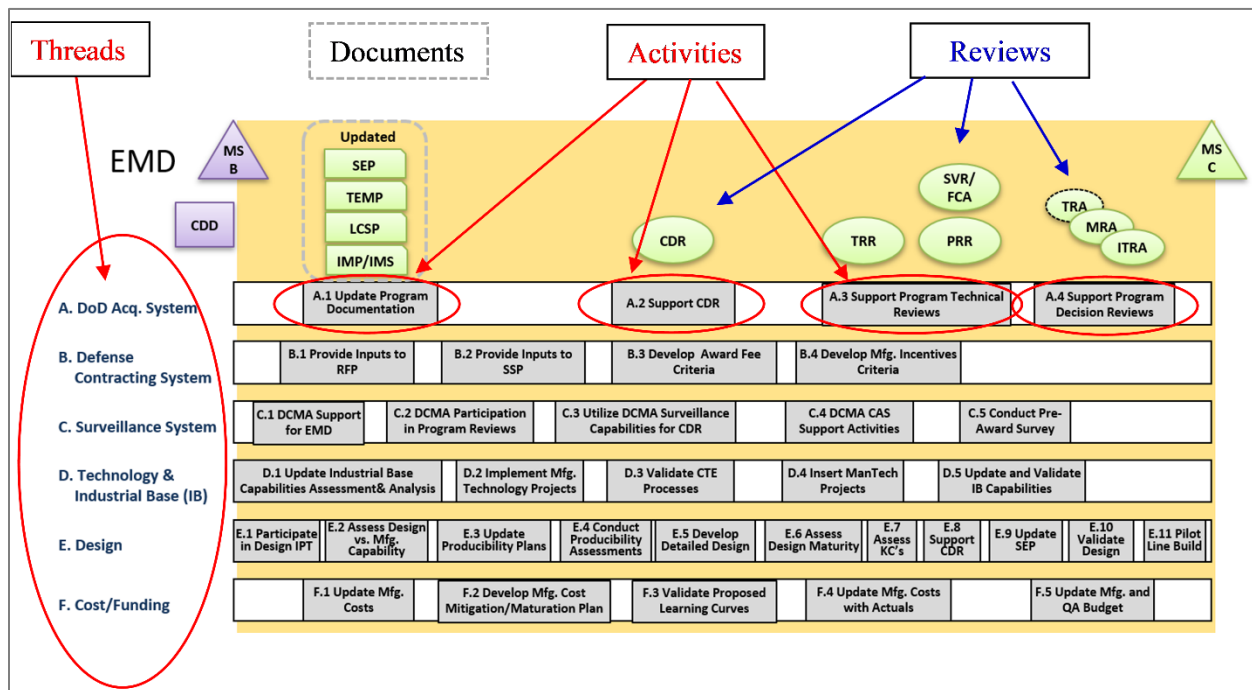 Threads
Documents
Activities
Reviews
EMD
MS
B
CDD
Updated
SEP
TEMP
LCSP
IMP/IMS
CDR
TRR
SVR/
FCA
PRR
TRA
MRA
ITRA
MS
C
A. DoD Acq. System
A.1 Update Program
Documentation
A.2 Support CDR
A.3 Support Program Technical
Reviews
A.4 Support Program
Decision Reviews
B. Defense
Contracting System
B.1 Provide Inputs to
RFP
B.2 Provide Inputs to
SSP
B.3 Develop Award Fee
Criteria
B.4 Develop Mfg. Incentives
Criteria
C. Surveillance System
C.1 DCMA Support
for EMD
C.2 DCMA Participation
in Program Reviews
C.3 Utilize DCMA Surveillance
Capabilities for CDR
C.4 DCMA CAS
Support Activities
C.5 Conduct Pre-
Award Survey
D. Technology &
Industrial Base (IB)
D.1 Update Industrial Base
Capabilities Assessment& Analysis
D.2 Implement Mfg.
Technology Projects
D.3 Validate CTE
Processes
D.4 Insert ManTech
Projects
D.5 Update and Validate
IB Capabilities
E. Design
E.1 Participate
in Design IPT
E.2 Assess Design
vs. Mfg.
Capability
E.3 Update
Producibility Plans
E.4 Conduct
Producibility
Assessments
E.5 Develop
Detailed Design
E.6 Assess
Design Maturity
E.7
Assess
KC's
E.8
Support
CDR
E.9 Update
SEP
E.10
Validate
Design
E.11 Pilot
Line Build
F. Cost/Funding
F.1 Update Mfg.
Costs
F.2 Develop Mfg. Cost
Mitigation/Maturation Plan
F.3 Validate Proposed
Learning Curves
F.4 Update Mfg. Costs
with Actuals
F.5 Update Mfg. and
QA Budget